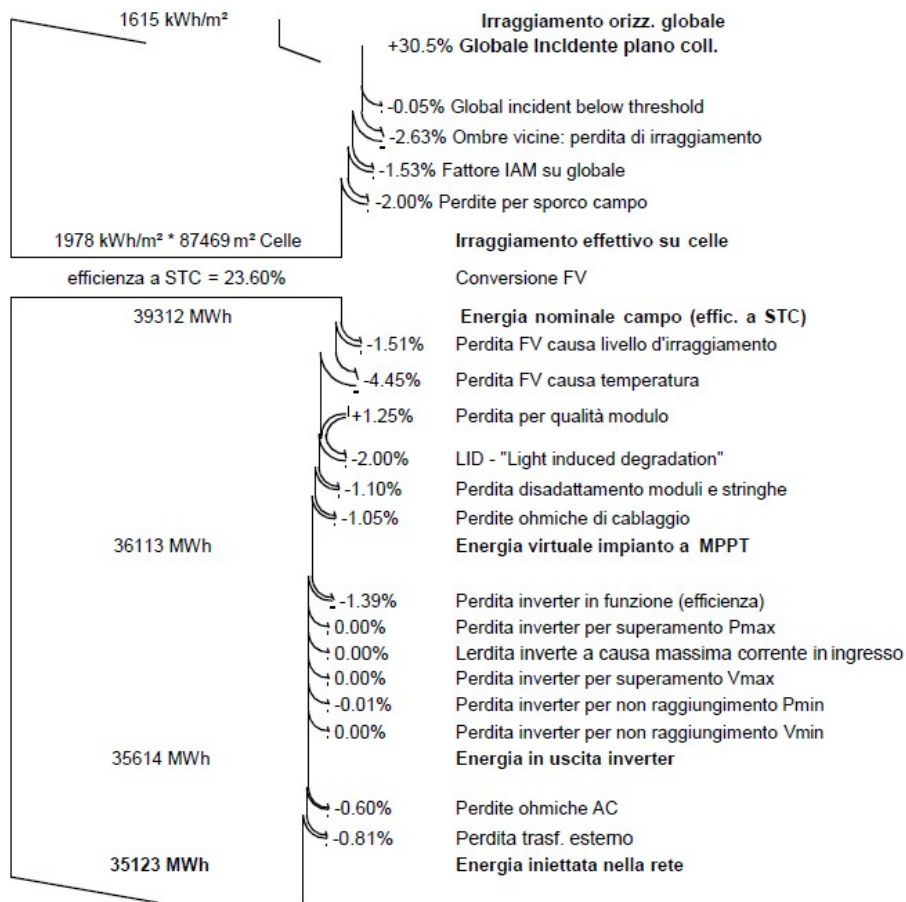 1615 kWh/m² Irraggiamento orizz. globale
+30.5% Globale Incidente plano coll.
-0.05% Global incident below threshold
-2.63% Ombre vicine: perdita di irraggiamento
-1.53% Fattore IAM su globale
-2.00% Perdite per sporco campo
1978 kWh/m² * 87469 m² Celle Irraggiamento effettivo su celle
efficienza a STC = 23.60% Conversione FV
39312 MWh Energia nominale campo (effic. a STC)
-1.51% Perdita FV causa livello d'irraggiamento
-4.45% Perdita FV causa temperatura
+1.25% Perdita per qualità modulo
-2.00% LID - "Light induced degradation"
-1.10% Perdita disadattamento moduli e stringhe
-1.05% Perdite ohmiche di cablaggio
36113 MWh Energia virtuale impianto a MPPT
-1.39% Perdita inverter in funzione (efficienza)
0.00% Perdita inverter per superamento Pmax
0.00% Lerdita inverte a causa massima corrente in ingresso
0.00% Perdita inverter per superamento Vmax
-0.01% Perdita inverter per non raggiungimento Pmin
0.00% Perdita inverter per non raggiungimento Vmin
35614 MWh Energia in uscita inverter
-0.60% Perdite ohmiche AC
-0.81% Perdita trasf. esterno
35123 MWh Energia iniettata nella rete